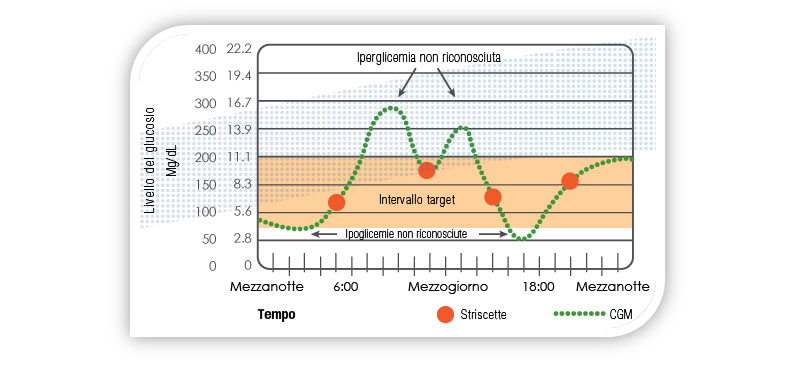 400 22.2
Iperglicemia non riconosciuta
350 19.4
300 16.7
250 13.9
200 11.1
150 8.3
Intervallo target
100 5.6
Ipoglicemie non riconosciute
50 2.8
0 0
Livello del glucosio
Mg/dL
Mezzanotte 6:00 Mezzogiorno 18:00 Mezzanotte
Tempo Striscette CGM